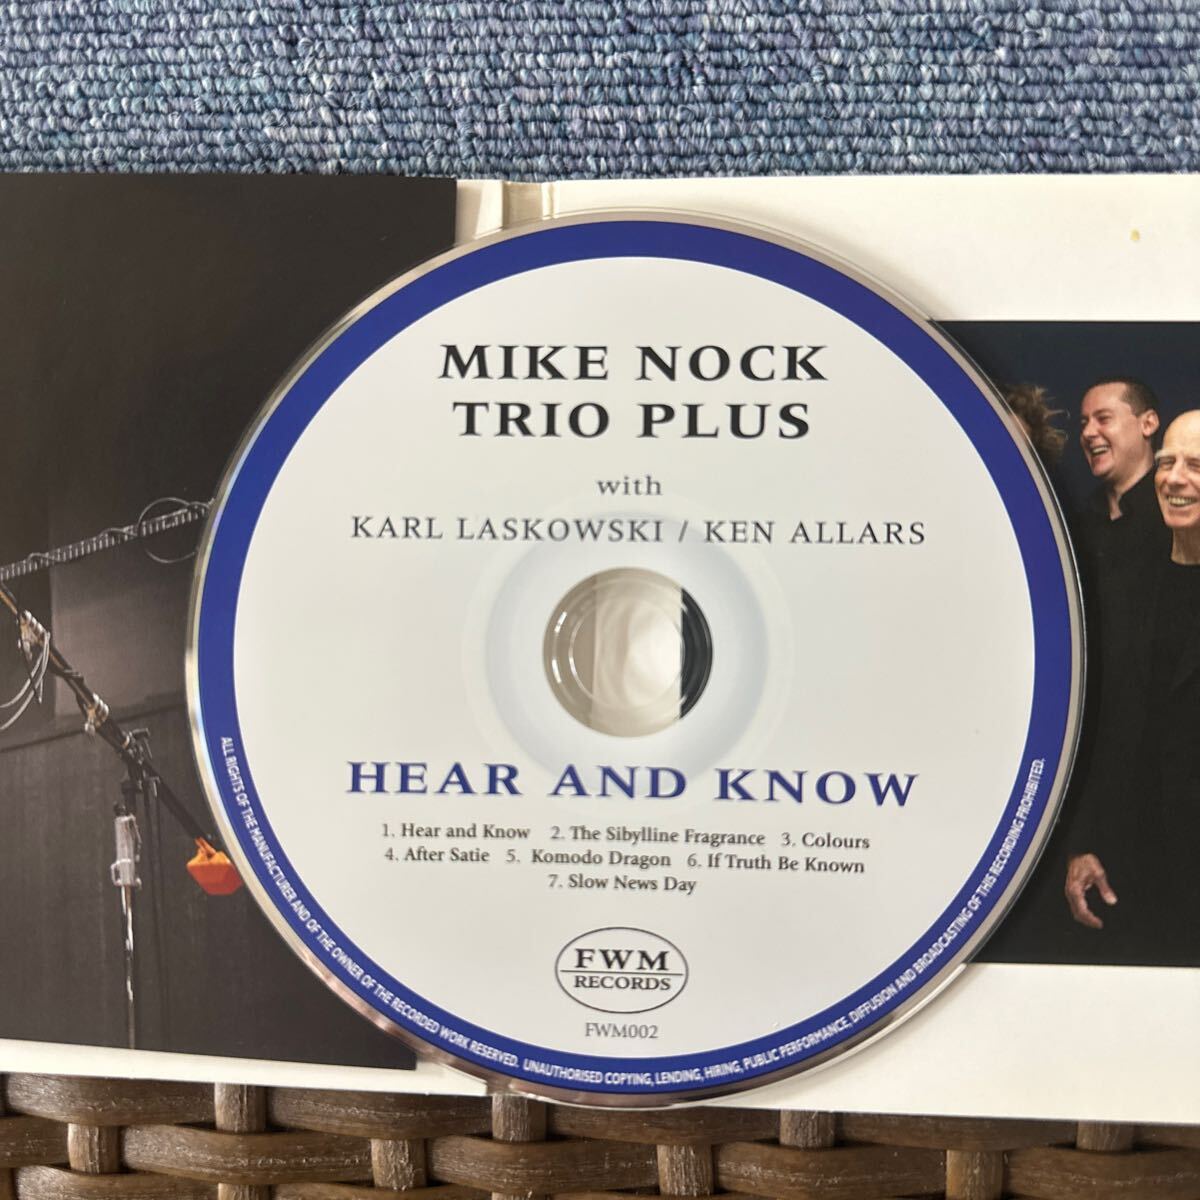 MIKE NOCK
TRIO PLUS
with
KARL LASKOWSKI / KEN ALLARS
HEAR AND KNOW
1. Hear and Know 2. The Sibylline Fragrance 3. Colours
4. After Satie 5. Komodo Dragon 6. If Truth Be Known
7. Slow News Day
FWM
RECORDS
FWM002
ALL RIGHTS OF THE MANUFACTURER AND OF THE OWNER OF THE RECORDED WORK RESERVED. UNAUTHORISED COPYING, LENDING, HIRING, PUBLIC PERFORMANCE, DIFFUSION AND BROADCASTING OF THIS RECORDING PROHIBITED.